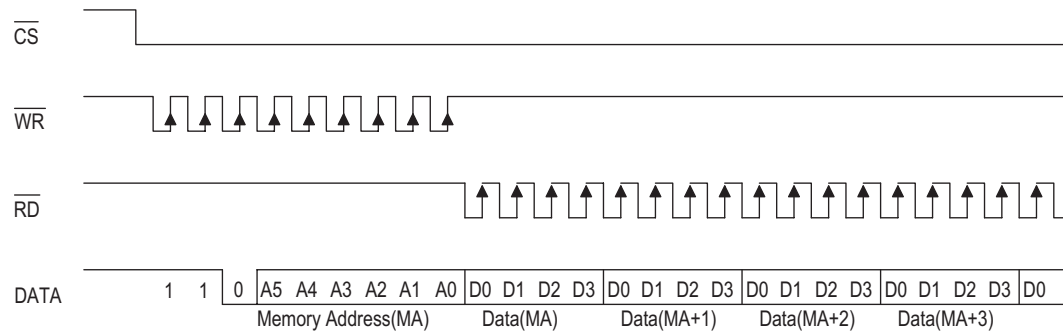 CS
WR
RD
DATA 1 1 0 A5 A4 A3 A2 A1 A0 D0 D1 D2 D3 D0 D1 D2 D3 D0 D1 D2 D3 D0 D1 D2 D3 D0
Memory Address(MA) Data(MA) Data(MA+1) Data(MA+2) Data(MA+3)